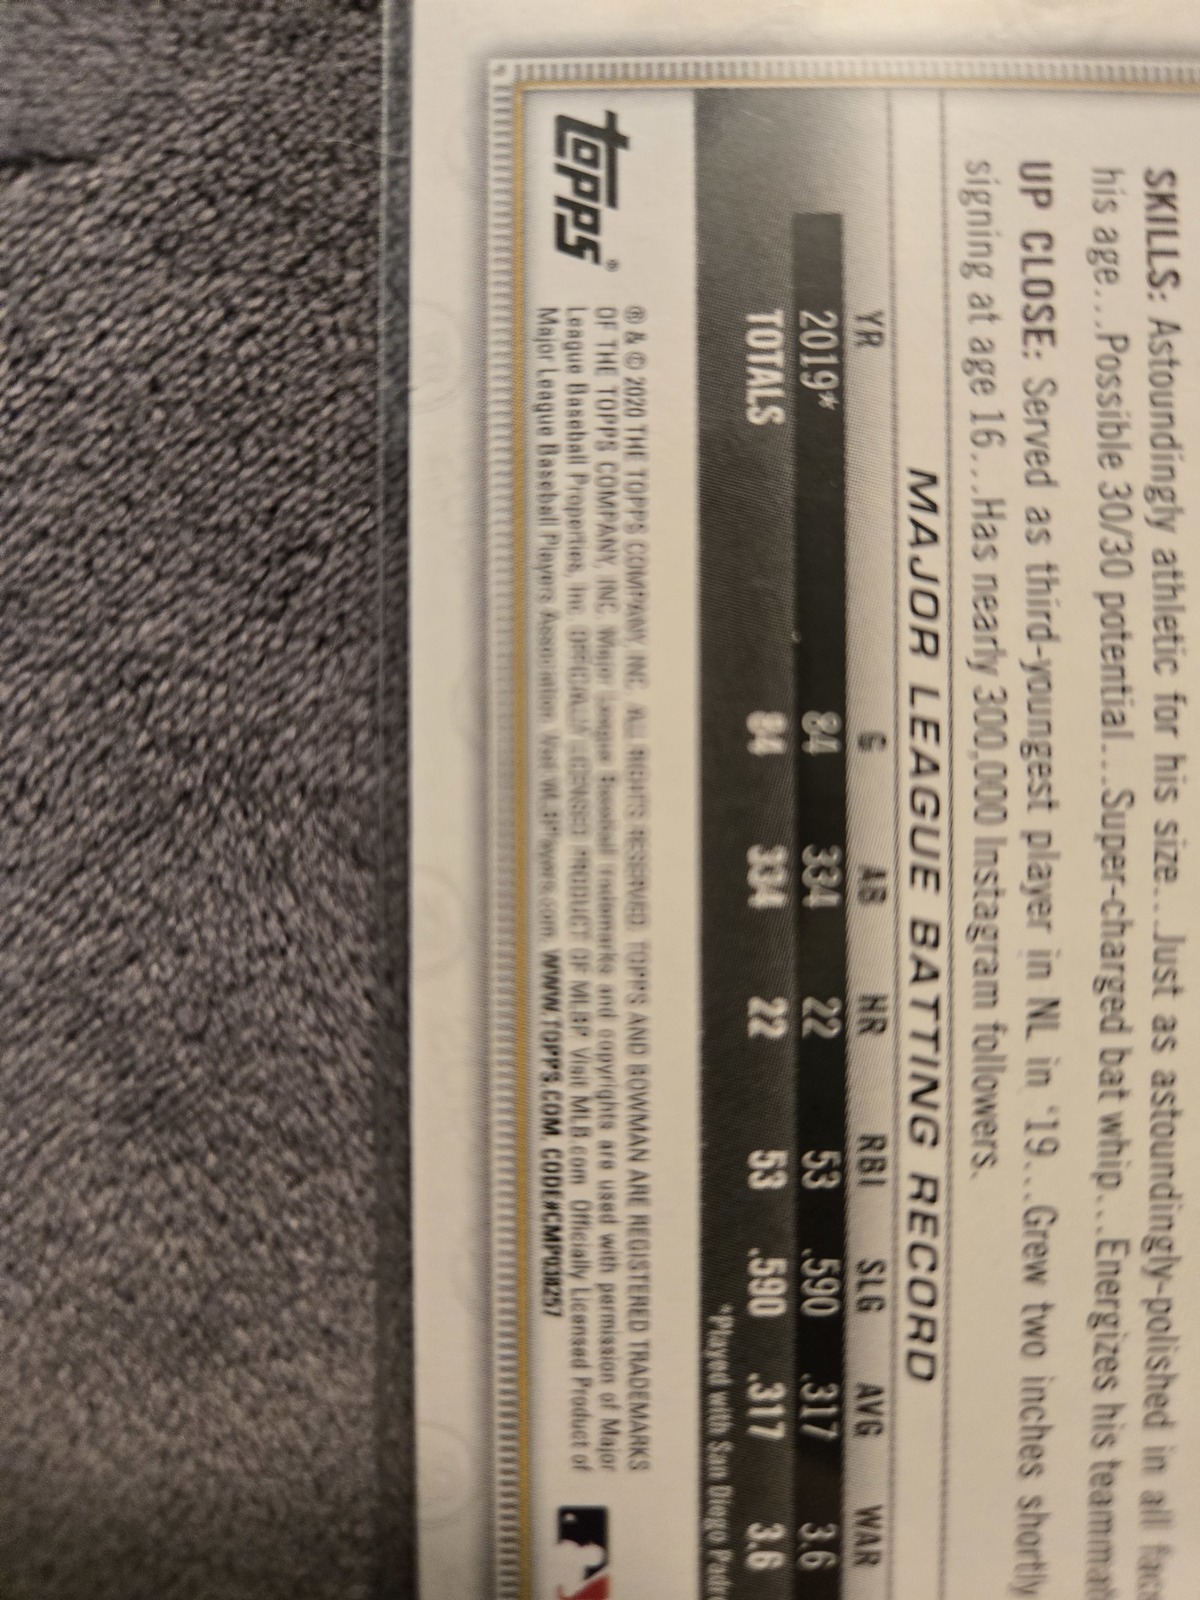 SKILLS: Astoundingly athletic for his size...Just as astoundingly-polished in all
his age...Possible 30/30 potential...Super-charged bat whip...Energizes his
UP CLOSE: Served as third-youngest player in NL in '19...Grew two inches shortly
signing at age 16...Has nearly 300,000 Instagram followers.
MAJOR LEAGUE BATTING RECORD
YR G AB HR RBI SLG AVG WAR
2019* 84 334 22 53 .590 .317 3.6
TOTALS 84 334 22 53 .590 .317 3.6
*Played with San Diego
topps®
® & © 2020 THE TOPPS COMPANY, INC. ALL RIGHTS RESERVED. TOPPS AND BOWMAN ARE REGISTERED TRADEMARKS
OF THE TOPPS COMPANY, INC. Major League Baseball trademarks and copyrights are used with permission of Major
League Baseball Properties, Inc. OFFICIALLY LICENSED PRODUCT OF MLBP Visit MLB.com Officially Licensed Product of
Major League Baseball Players Association. Visit MLBPlayers.com. WWW.TOPPS.COM. CODE#CMP038257